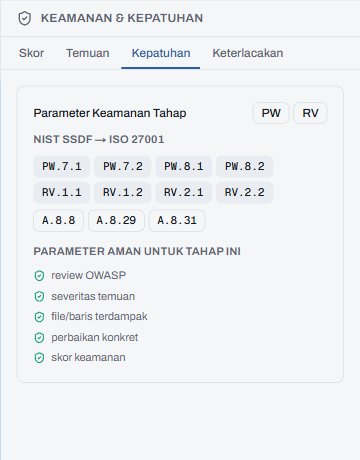 KEAMANAN & KEPATUHAN
Skor Temuan Kepatuhan Keterlacakan
Parameter Keamanan Tahap PW RV
NIST SSDF → ISO 27001
PW.7.1 PW.7.2 PW.8.1 PW.8.2
RV.1.1 RV.1.2 RV.2.1 RV.2.2
A.8.8 A.8.29 A.8.31
PARAMETER AMAN UNTUK TAHAP INI
review OWASP
severitas temuan
file/baris terdampak
perbaikan konkret
skor keamanan